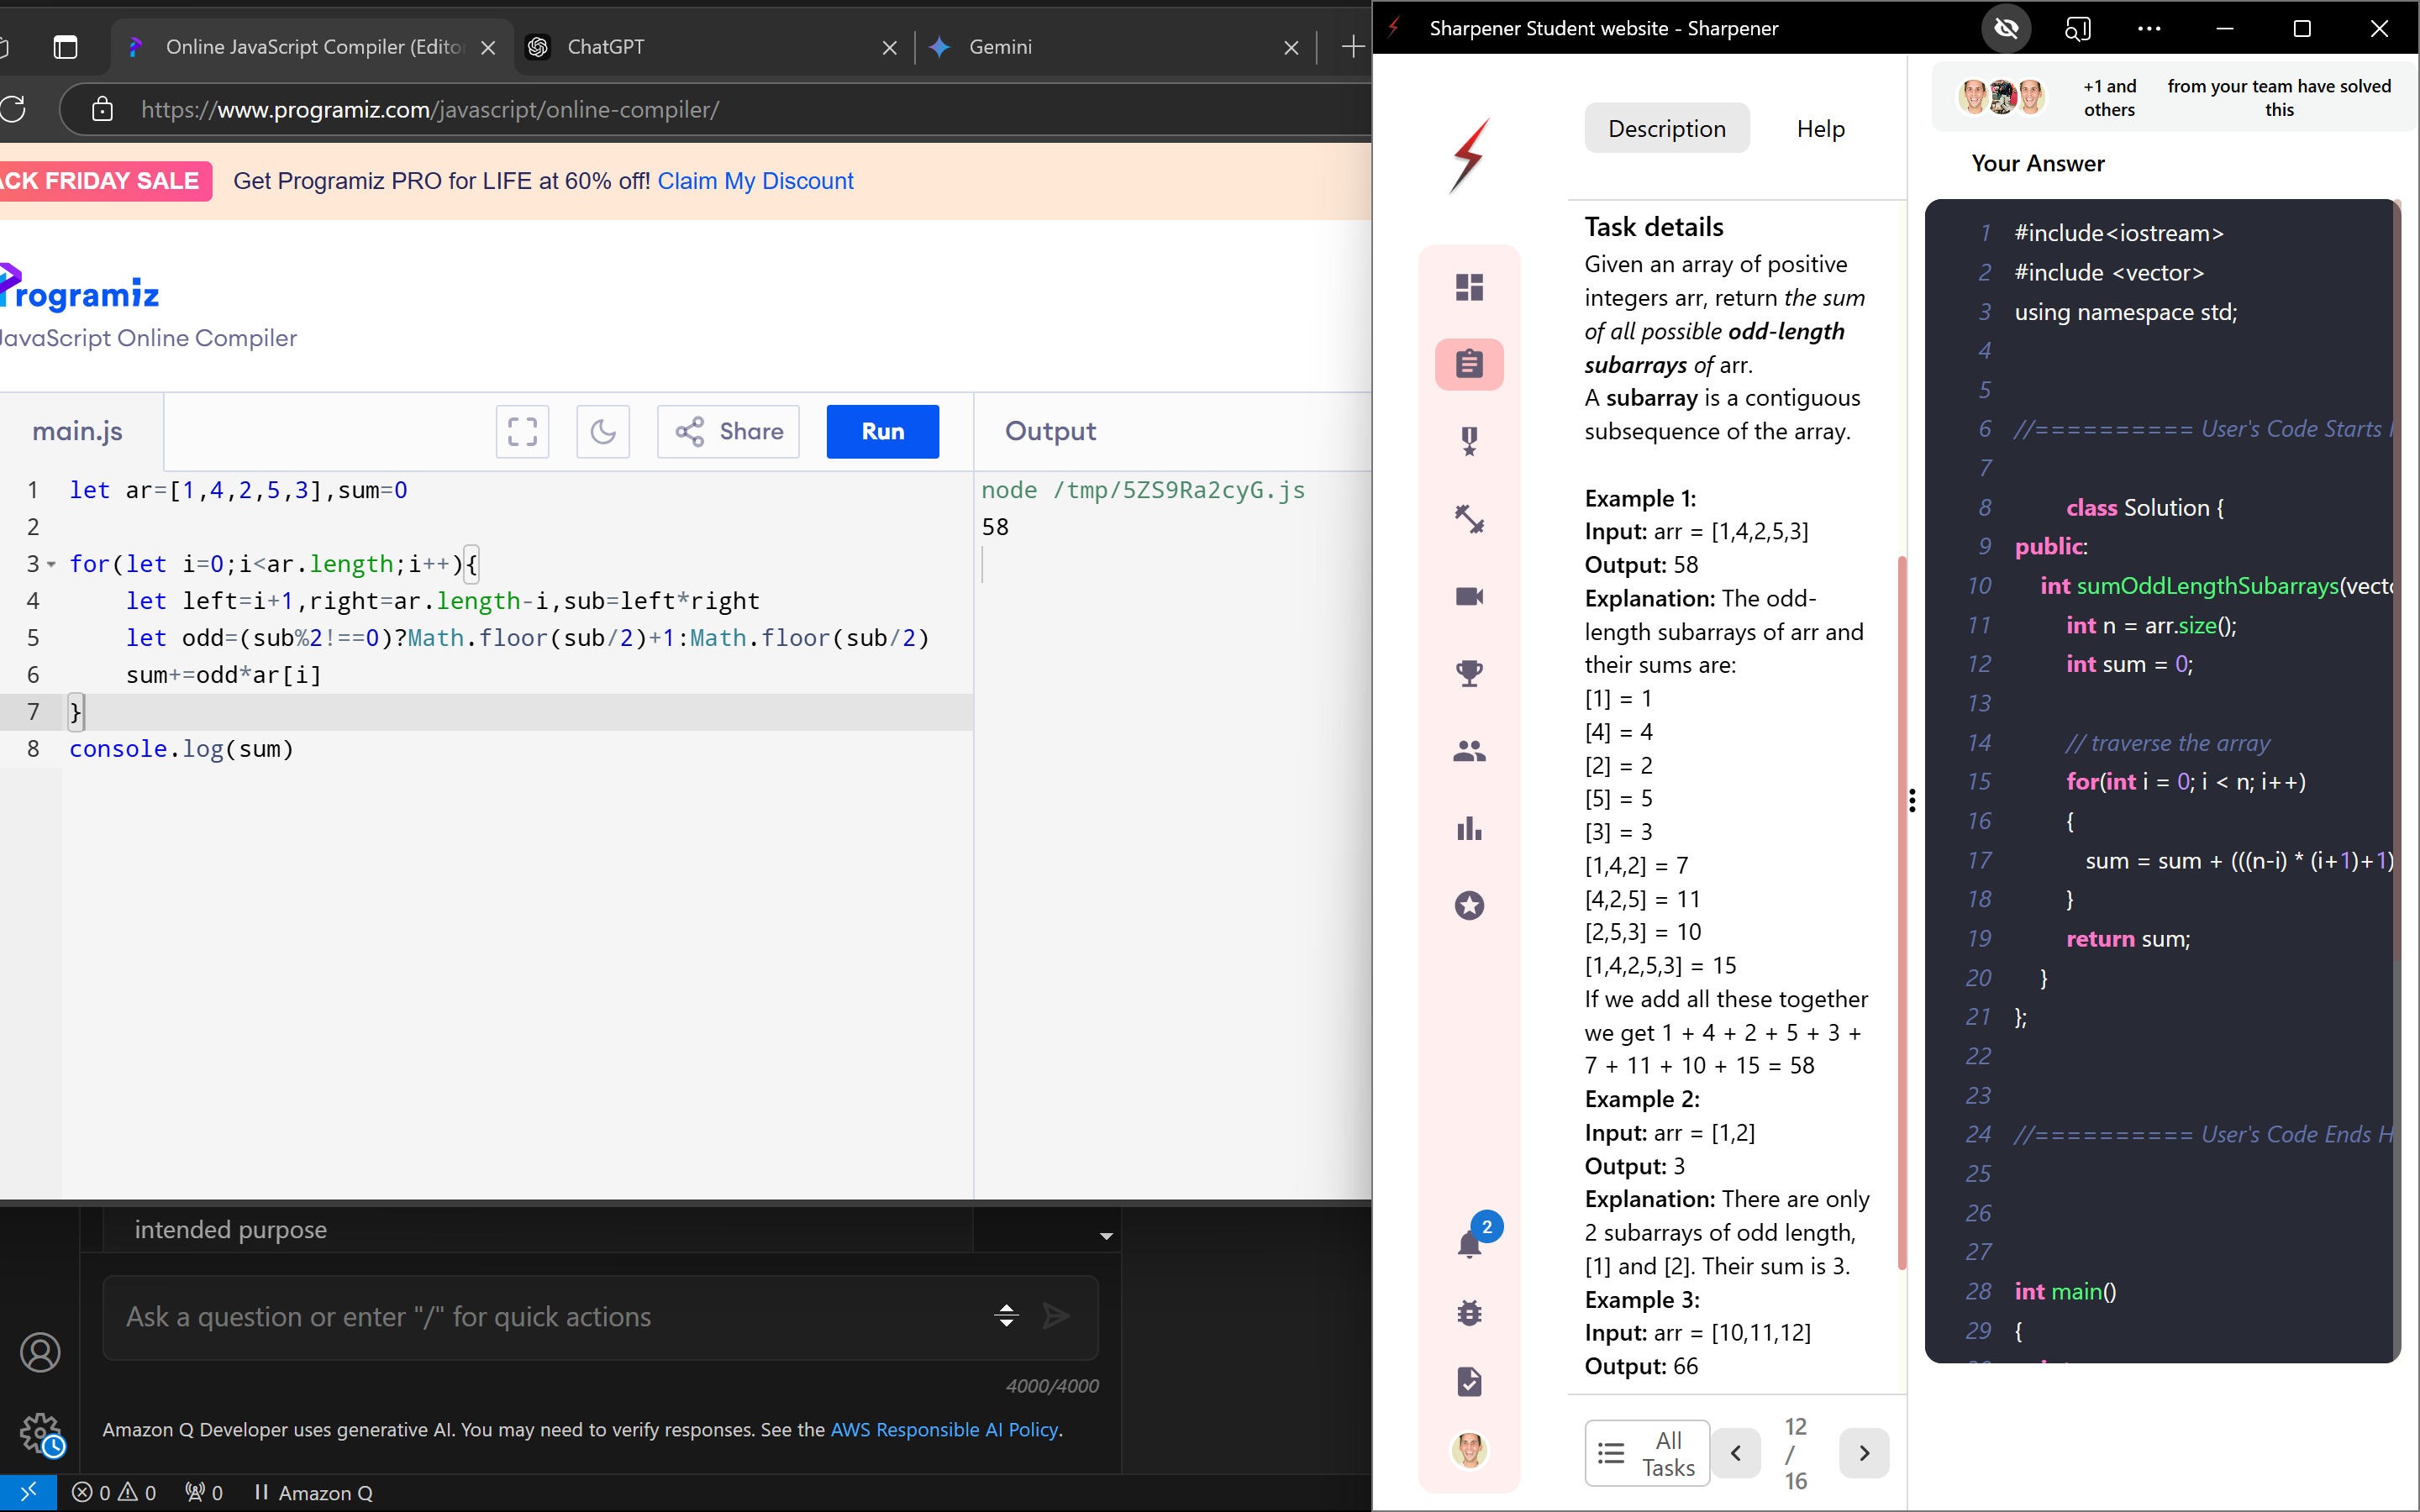 Online JavaScript Compiler (Edito
ChatGPT
Gemini
https://www.programiz.com/javascript/online-compiler/
ACK FRIDAY SALE
Get Programiz PRO for LIFE at 60% off! Claim My Discount
Programiz
JavaScript Online Compiler
main.js
Share
Run
Output
1 let ar=[1,4,2,5,3],sum=0
2
3 for(let i=0;i<ar.length;i++){
4 let left=i+1,right=ar.length-i,sub=left*right
5 let odd=(sub%2!==0)?Math.floor(sub/2)+1:Math.floor(sub/2)
6 sum+=odd*ar[i]
7 }
8 console.log(sum)
node /tmp/5ZS9Ra2cyG.js
58
intended purpose
Ask a question or enter "/" for quick actions
4000/4000
Amazon Q Developer uses generative AI. You may need to verify responses. See the AWS Responsible AI Policy.
0 0 0 Amazon Q
Sharpener Student website - Sharpener
Description
Help
Task details
Given an array of positive
integers arr, return the sum
of all possible odd-length
subarrays of arr.
A subarray is a contiguous
subsequence of the array.
Example 1:
Input: arr = [1,4,2,5,3]
Output: 58
Explanation: The odd-
length subarrays of arr and
their sums are:
[1] = 1
[4] = 4
[2] = 2
[5] = 5
[3] = 3
[1,4,2] = 7
[4,2,5] = 11
[2,5,3] = 10
[1,4,2,5,3] = 15
If we add all these together
we get 1 + 4 + 2 + 5 + 3 +
7 + 11 + 10 + 15 = 58
Example 2:
Input: arr = [1,2]
Output: 3
Explanation: There are only
2 subarrays of odd length,
[1] and [2]. Their sum is 3.
Example 3:
Input: arr = [10,11,12]
Output: 66
2
All
Tasks
12
/
16
+1 and
others
from your team have solved
this
Your Answer
1 #include<iostream>
2 #include <vector>
3 using namespace std;
4
5
6 //========== User's Code Starts
7
8 class Solution {
9 public:
10 int sumOddLengthSubarrays(vecto
11 int n = arr.size();
12 int sum = 0;
13
14 // traverse the array
15 for(int i = 0; i < n; i++)
16 {
17 sum = sum + (((n-i) * (i+1)+1)
18 }
19 return sum;
20 }
21 };
22
23
24 //========== User's Code Ends H
25
26
27
28 int main()
29 {